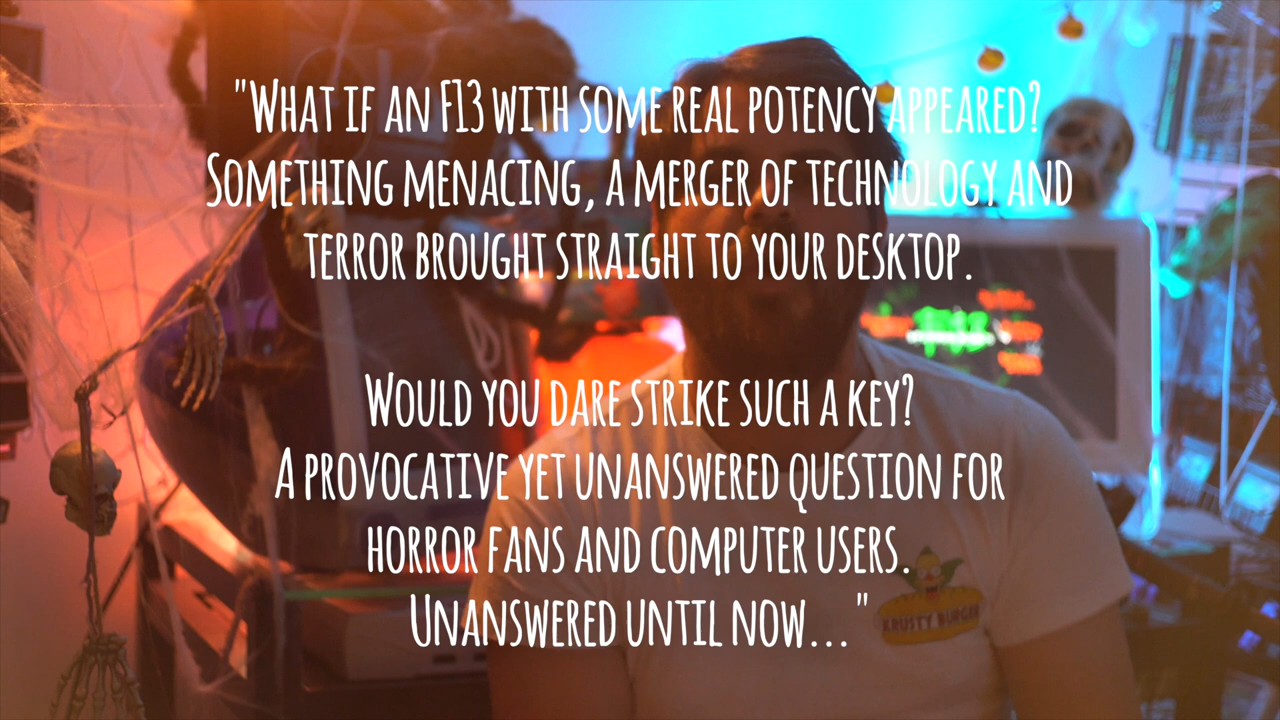 "What if an F13 with some real potency appeared?
Something menacing, a merger of technology and
terror brought straight to your desktop.
Would you dare strike such a key?
A provocative yet unanswered question for
horror fans and computer users.
Unanswered until now..."
KRUSTY BURGER